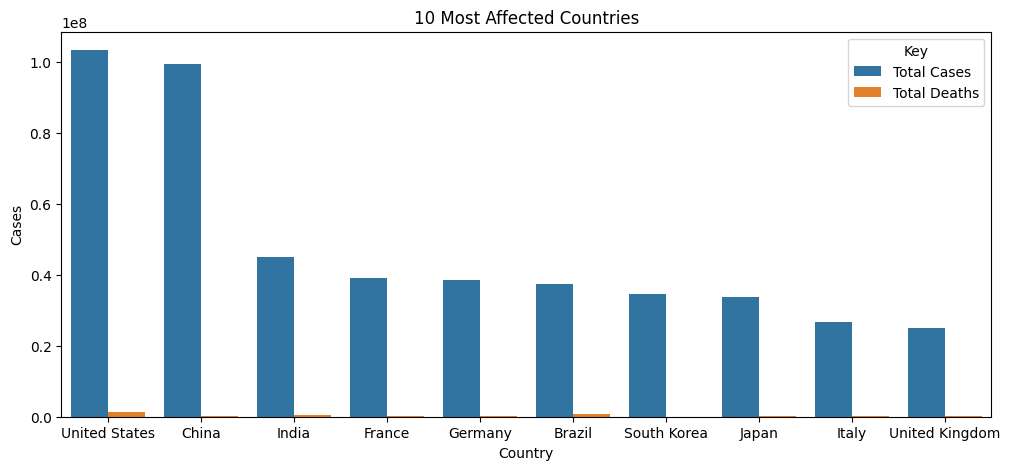 10 Most Affected Countries
1e8
Key
Total Cases
Total Deaths
1.0
0.8
0.6
0.4
0.2
0.0
Cases
United States China India France Germany Brazil South Korea Japan Italy United Kingdom
Country